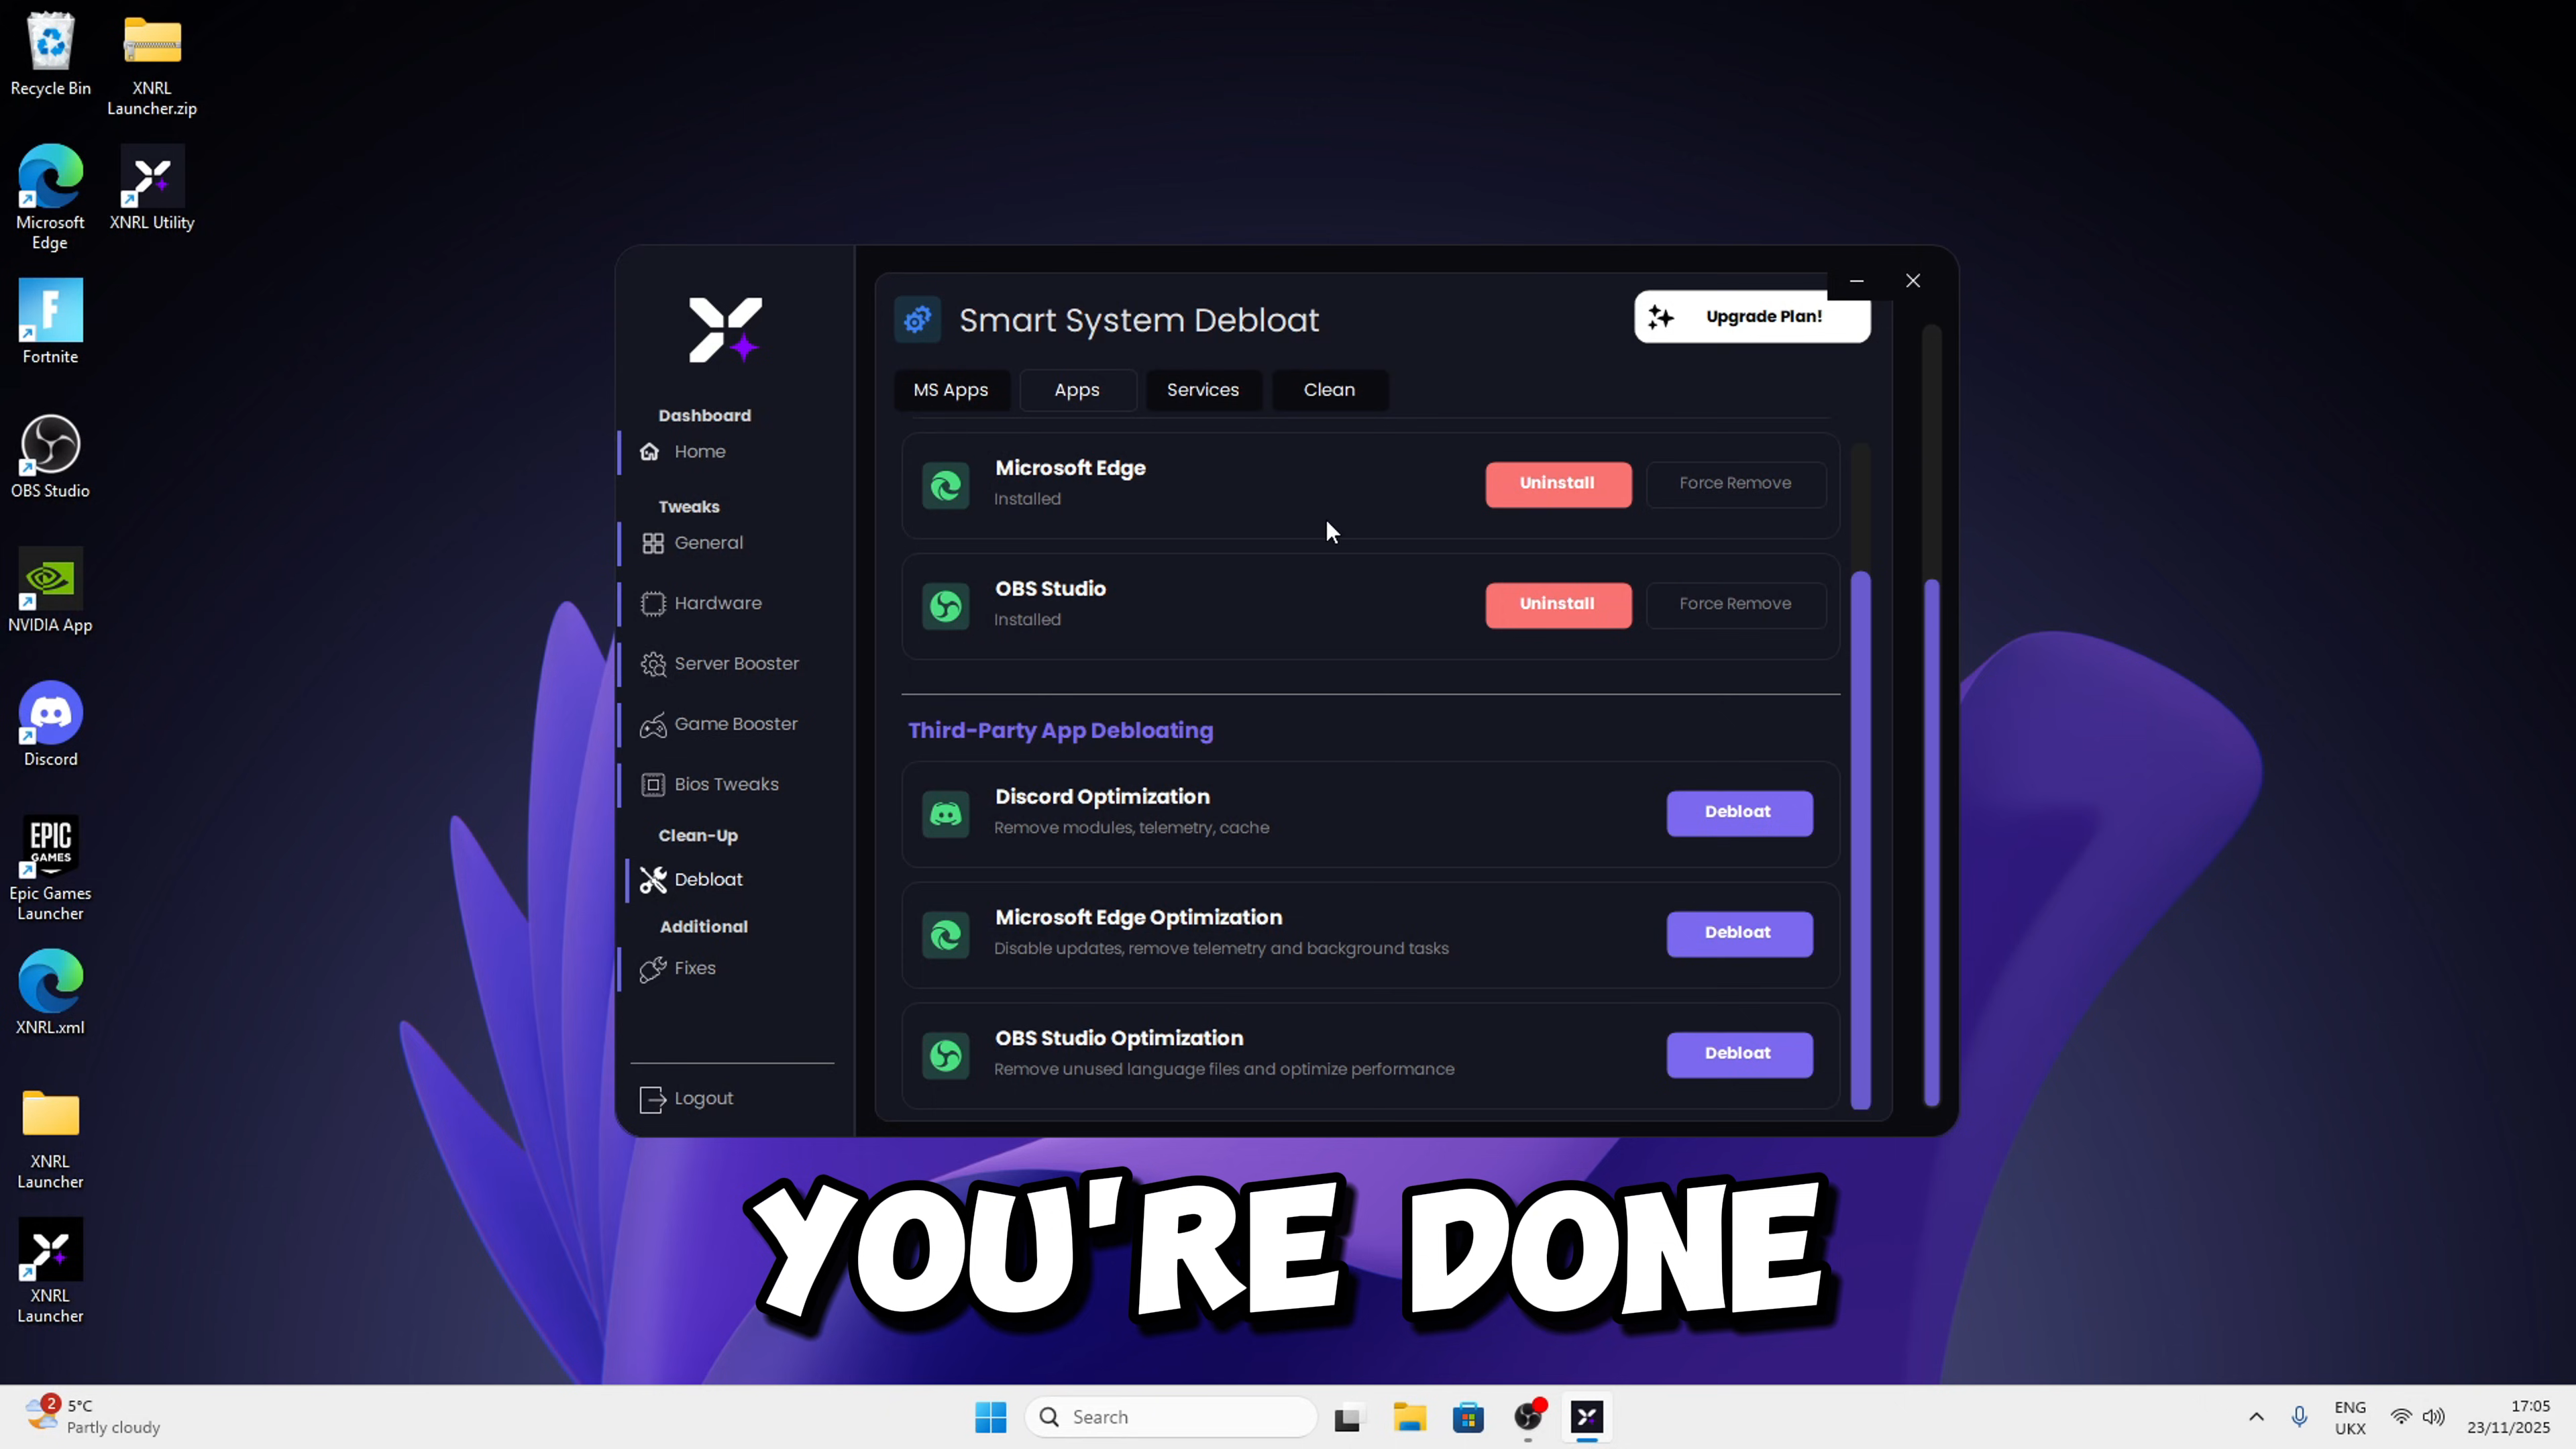 Recycle Bin
XNRL
Launcher.zip
Microsoft
Edge
XNRL Utility
F
Fortnite
OBS Studio
NVIDIA App
Discord
EPIC
GAMES
Epic Games
Launcher
XNRL.xml
XNRL
Launcher
XNRL
Launcher
Dashboard
Home
Tweaks
General
Hardware
Server Booster
Game Booster
Bios Tweaks
Clean-Up
Debloat
Additional
Fixes
Logout
Smart System Debloat
Upgrade Plan!
MS Apps
Apps
Services
Clean
Microsoft Edge
Installed
Uninstall
Force Remove
OBS Studio
Installed
Uninstall
Force Remove
Third-Party App Debloating
Discord Optimization
Remove modules, telemetry, cache
Debloat
Microsoft Edge Optimization
Disable updates, remove telemetry and background tasks
Debloat
OBS Studio Optimization
Remove unused language files and optimize performance
Debloat
YOU'RE DONE
2
5°C
Partly cloudy
Search
ENG
UKX
17:05
23/11/2025